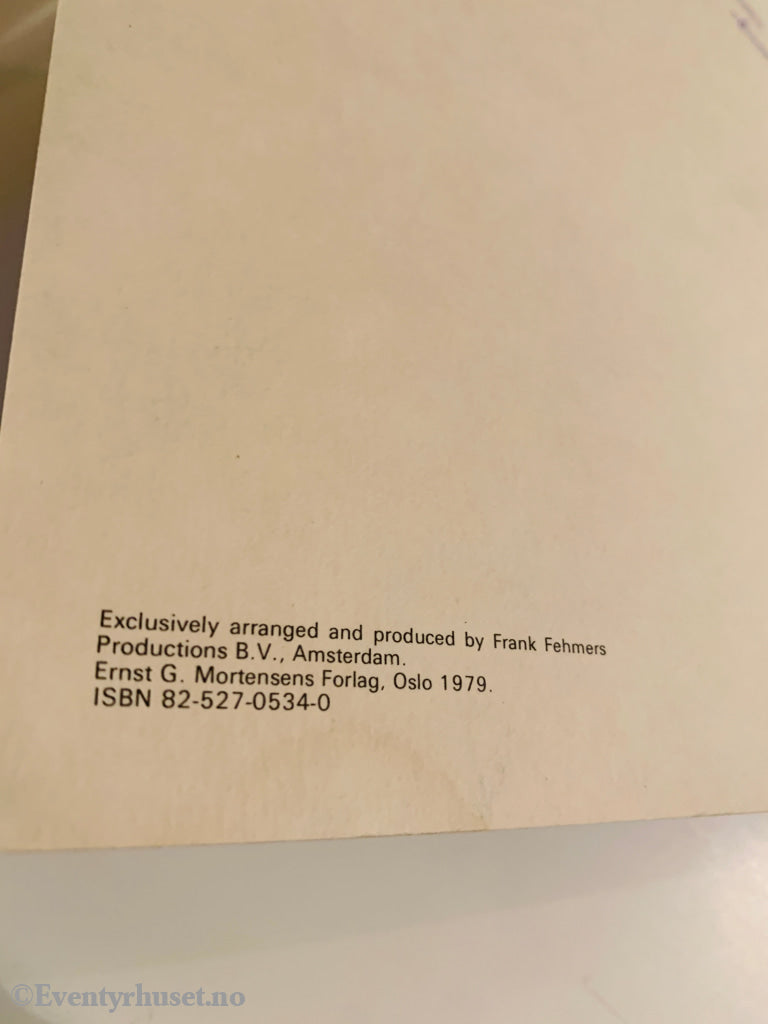 Exclusively arranged and produced by Frank Fehmers
Productions B.V., Amsterdam.
Ernst G. Mortensens Forlag, Oslo 1979.
ISBN 82-527-0534-0
©Eventyrhuset.no